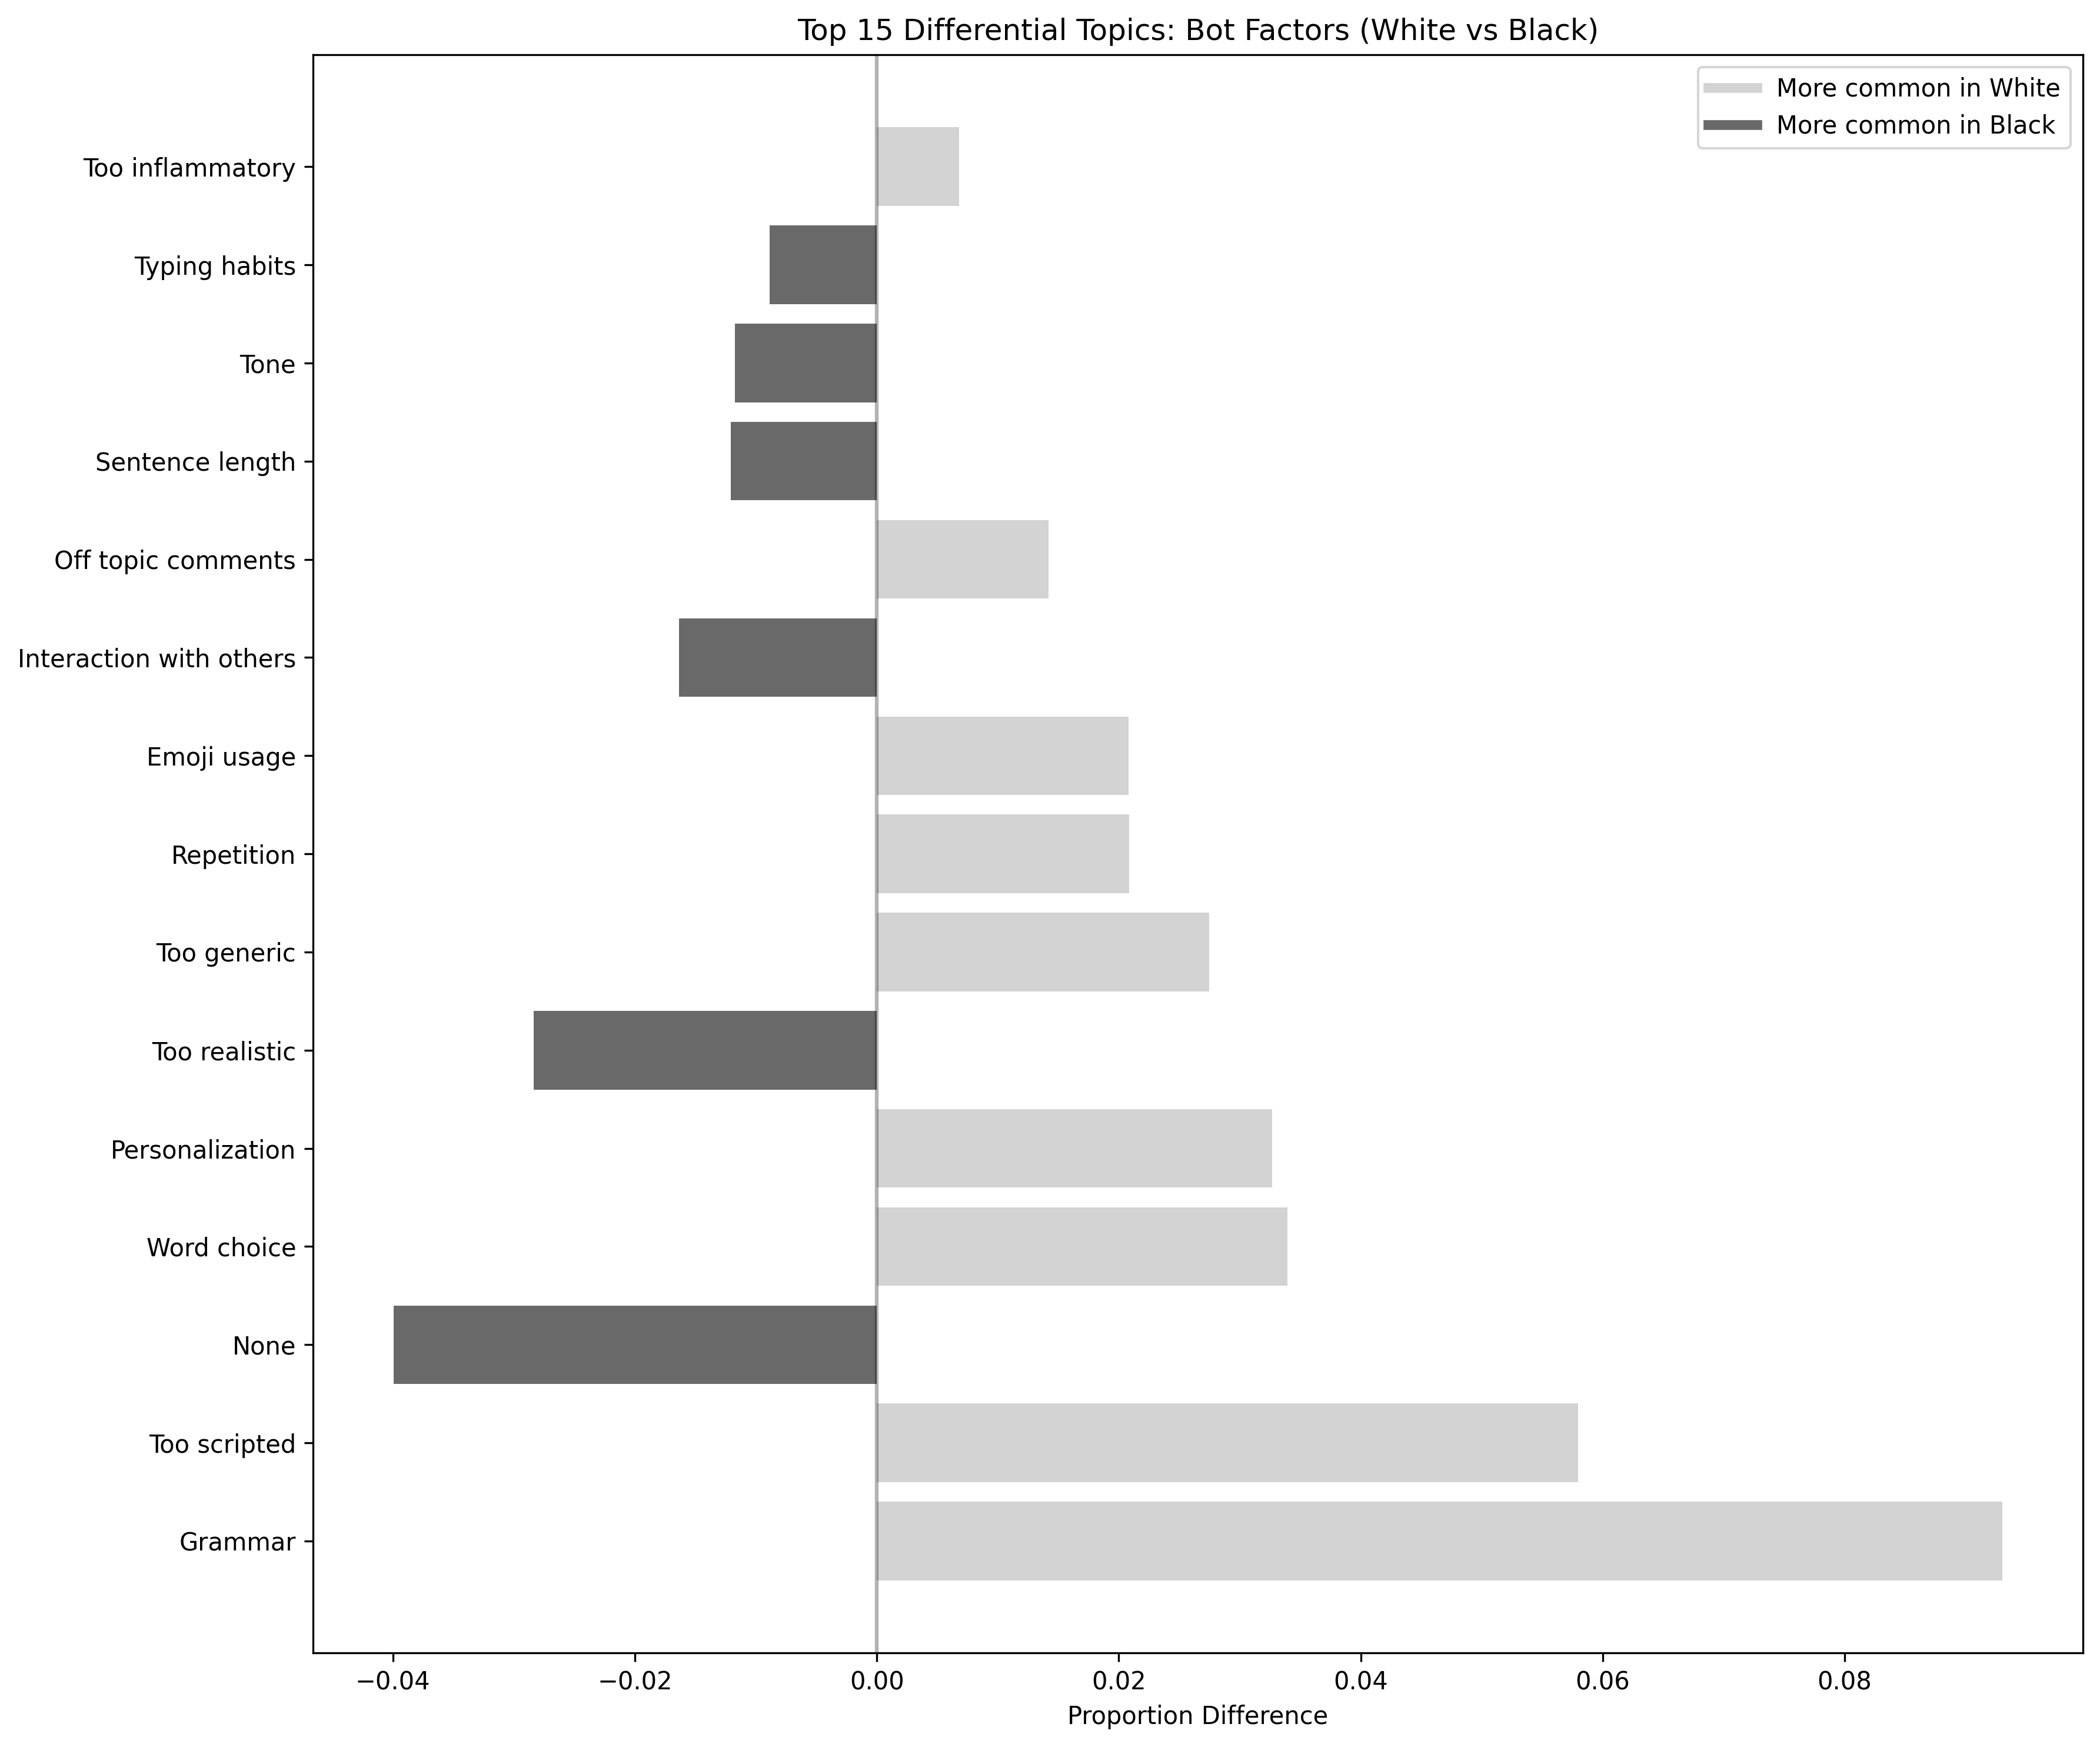 Top 15 Differential Topics: Bot Factors (White vs Black)
More common in White
More common in Black
Too inflammatory
Typing habits
Tone
Sentence length
Off topic comments
Interaction with others
Emoji usage
Repetition
Too generic
Too realistic
Personalization
Word choice
None
Too scripted
Grammar
−0.04 −0.02 0.00 0.02 0.04 0.06 0.08
Proportion Difference